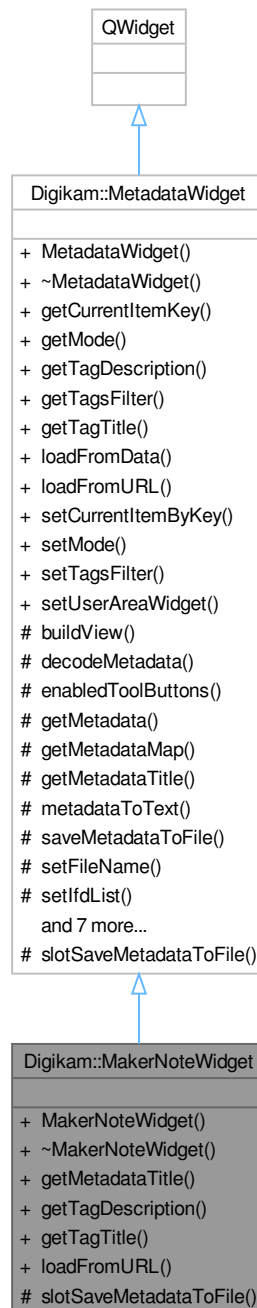 QWidget
Digikam::MetadataWidget
+ MetadataWidget()
+ ~MetadataWidget()
+ getCurrentItemKey()
+ getMode()
+ getTagDescription()
+ getTagsFilter()
+ getTagTitle()
+ loadFromData()
+ loadFromURL()
+ setCurrentItemByKey()
+ setMode()
+ setTagsFilter()
+ setUserAreaWidget()
# buildView()
# decodeMetadata()
# enabledToolButtons()
# getMetadata()
# getMetadataMap()
# getMetadataTitle()
# metadataToText()
# saveMetadataToFile()
# setFileName()
# setIfdList()
and 7 more...
# slotSaveMetadataToFile()
Digikam::MakerNoteWidget
+ MakerNoteWidget()
+ ~MakerNoteWidget()
+ getMetadataTitle()
+ getTagDescription()
+ getTagTitle()
+ loadFromURL()
# slotSaveMetadataToFile()